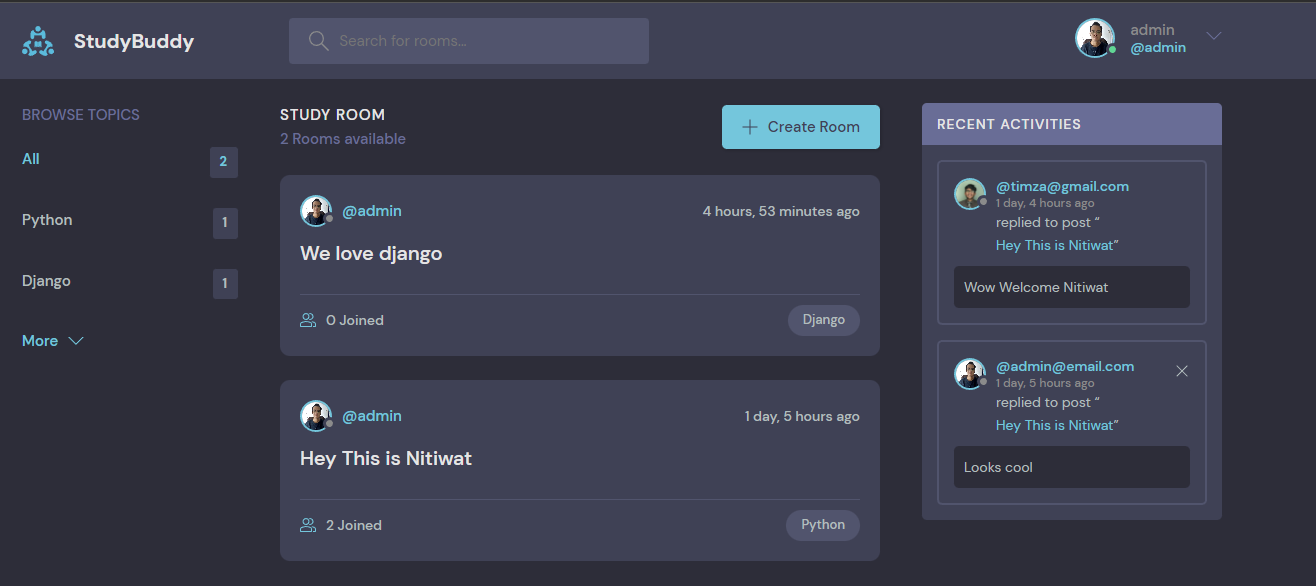 StudyBuddy
Search for rooms...
admin
@admin
BROWSE TOPICS
All 2
Python 1
Django 1
More
STUDY ROOM
2 Rooms available
Create Room
@admin 4 hours, 53 minutes ago
We love django
0 Joined Django
@admin 1 day, 5 hours ago
Hey This is Nitiwat
2 Joined Python
RECENT ACTIVITIES
@timza@gmail.com
1 day, 4 hours ago
replied to post “
Hey This is Nitiwat”
Wow Welcome Nitiwat
@admin@email.com
1 day, 5 hours ago
replied to post “
Hey This is Nitiwat”
Looks cool